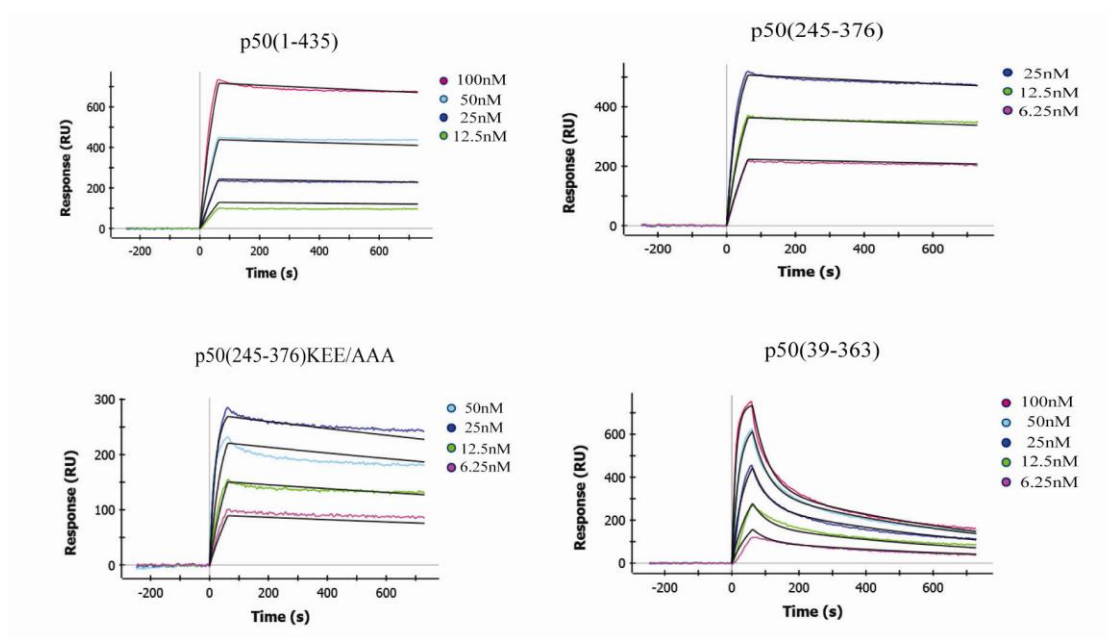 p50(1-435)
Response (RU)
600
400
200
0
-200
0
200
400
600
Time (s)
100nM
50nM
25nM
12.5nM
p50(245-376)
Response (RU)
400
200
0
-200
0
200
400
600
Time (s)
25nM
12.5nM
6.25nM
p50(245-376)KEE/AAA
Response (RU)
300
200
100
0
-200
0
200
400
600
Time (s)
50nM
25nM
12.5nM
6.25nM
p50(39-363)
Response (RU)
600
400
200
0
-200
0
200
400
600
Time (s)
100nM
50nM
25nM
12.5nM
6.25nM